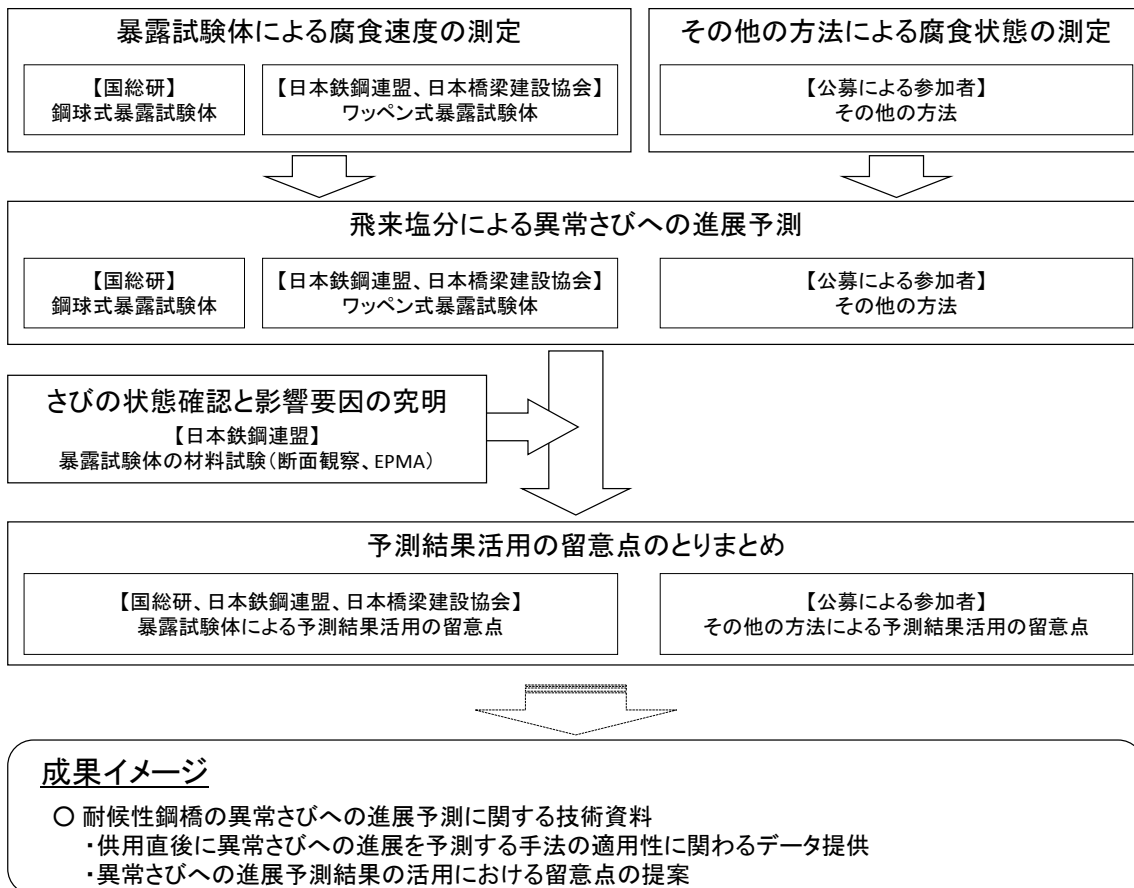 暴露試験体による腐食速度の測定
【国総研】
鋼球式暴露試験体
【日本鉄鋼連盟、日本橋梁建設協会】
ワッペン式暴露試験体
その他の方法による腐食状態の測定
【公募による参加者】
その他の方法
飛来塩分による異常さびへの進展予測
【国総研】
鋼球式暴露試験体
【日本鉄鋼連盟、日本橋梁建設協会】
ワッペン式暴露試験体
【公募による参加者】
その他の方法
さびの状態確認と影響要因の究明
【日本鉄鋼連盟】
暴露試験体の材料試験（断面観察、EPMA）
予測結果活用の留意点のとりまとめ
【国総研、日本鉄鋼連盟、日本橋梁建設協会】
暴露試験体による予測結果活用の留意点
【公募による参加者】
その他の方法による予測結果活用の留意点
成果イメージ
○ 耐候性鋼橋の異常さびへの進展予測に関する技術資料
・供用直後に異常さびへの進展を予測する手法の適用性に関わるデータ提供
・異常さびへの進展予測結果の活用における留意点の提案